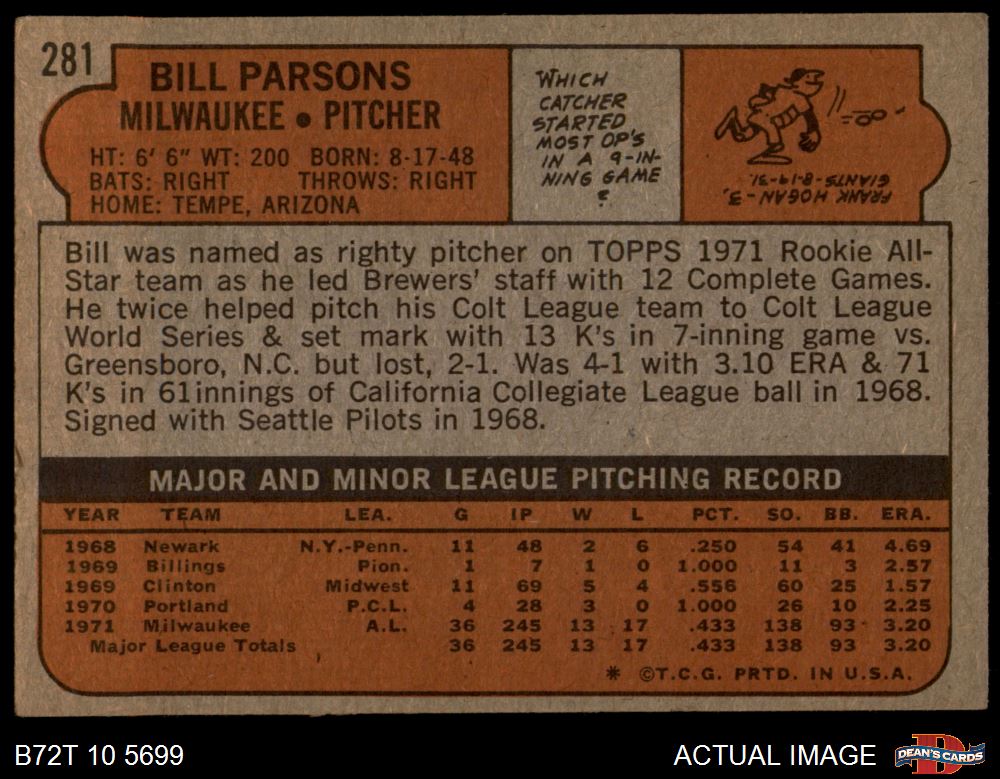 281
BILL PARSONS
MILWAUKEE • PITCHER
HT: 6' 6" WT: 200 BORN: 8-17-48
BATS: RIGHT THROWS: RIGHT
HOME: TEMPE, ARIZONA
WHICH
CATCHER
STARTED
MOST DP'S
IN A 9-IN-
NING GAME
?
FRANK HOGAN-3,
GIANTS-8-19-31.
Bill was named as righty pitcher on TOPPS 1971 Rookie All-
Star team as he led Brewers' staff with 12 Complete Games.
He twice helped pitch his Colt League team to Colt League
World Series & set mark with 13 K's in 7-inning game vs.
Greensboro, N.C. but lost, 2-1. Was 4-1 with 3.10 ERA & 71
K's in 61innings of California Collegiate League ball in 1968.
Signed with Seattle Pilots in 1968.
MAJOR AND MINOR LEAGUE PITCHING RECORD
YEAR TEAM LEA. G IP W L PCT. SO. BB. ERA.
1968 Newark N.Y.-Penn. 11 48 2 6 .250 54 41 4.69
1969 Billings Pion. 1 7 1 0 1.000 11 3 2.57
1969 Clinton Midwest 11 69 5 4 .556 60 25 1.57
1970 Portland P.C.L. 4 28 3 0 1.000 26 10 2.25
1971 Milwaukee A.L. 36 245 13 17 .433 138 93 3.20
Major League Totals 36 245 13 17 .433 138 93 3.20
* ©T.C.G. PRTD. IN U.S.A.
B72T 10 5699
ACTUAL IMAGE
DEAN'S CARDS